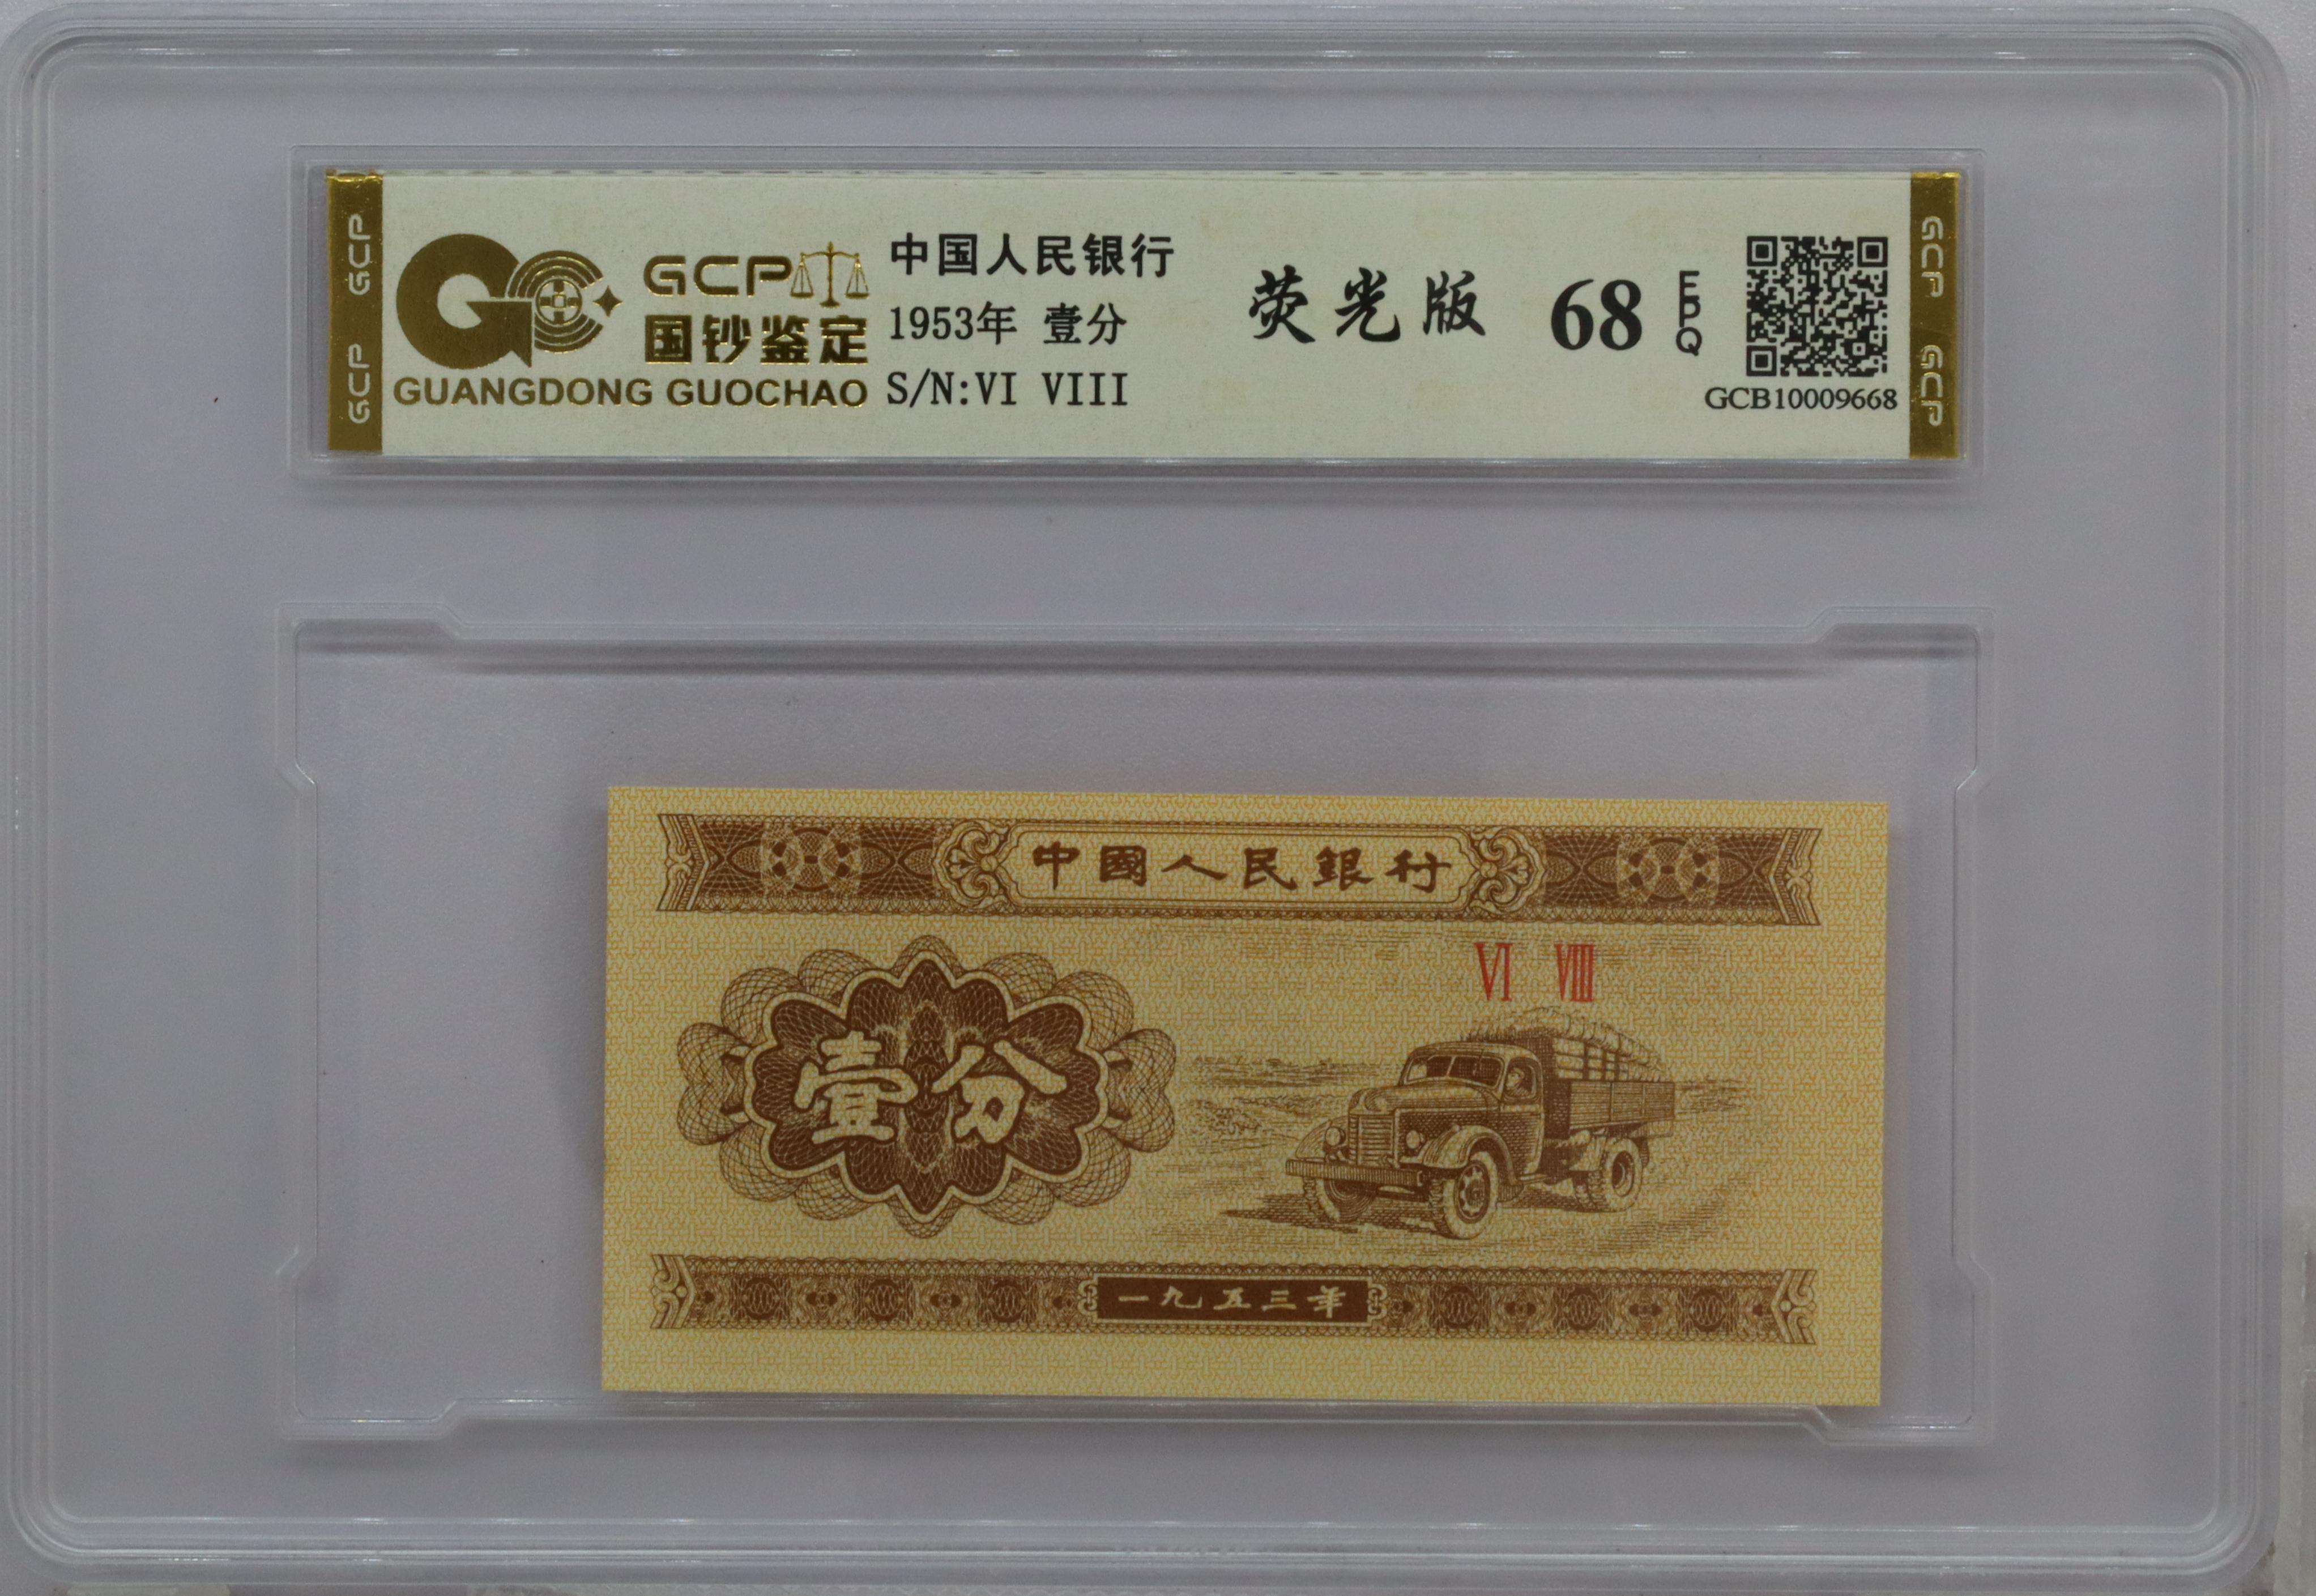 GCP GCP
GCP
国钞鉴定
GUANGDONG GUOCHAO
中国人民银行
1953年 壹分
S/N:VI VIII
荧光版
68
EPQ
GCB10009668
GCP GCP
中國人民銀行
VI VIII
壹分
一九五三年